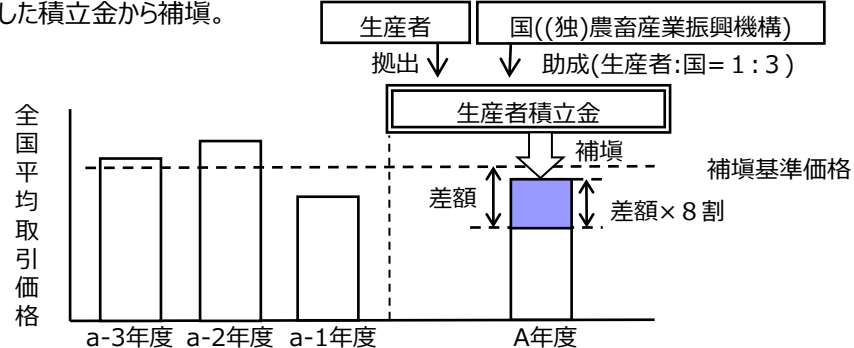 した積立金から補塡。
生産者
国((独)農畜産業振興機構)
拠出
助成(生産者:国=1:3)
生産者積立金
補塡
補塡基準価格
差額
差額×8割
全国平均取引価格
a-3年度 a-2年度 a-1年度
A年度